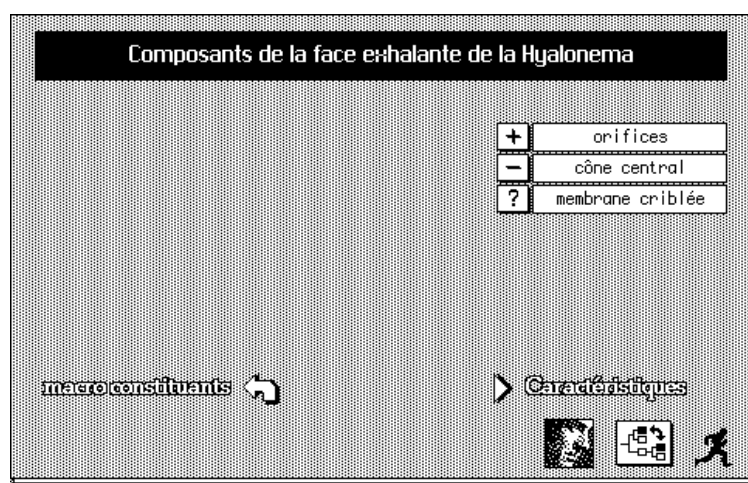 Composants de la face exhalante de la Hyalonema
+ orifices
- cône central
? membrane criblée
macro constituants
Caractéristiques